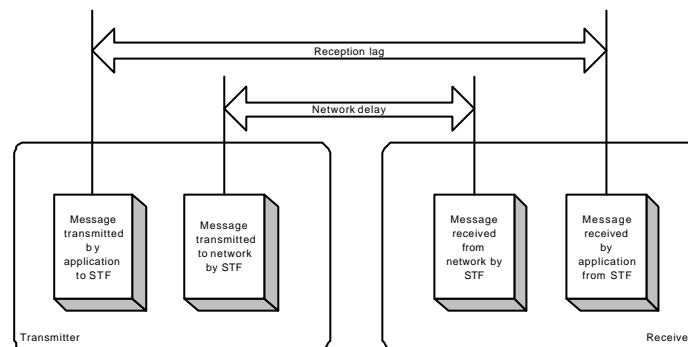 Reception lag
Network delay
Message
transmitted
by
application
to STF
Message
transmitted
to network
by STF
Message
received
from
network by
STF
Message
received
by
application
from STF
Transmitter
Receive